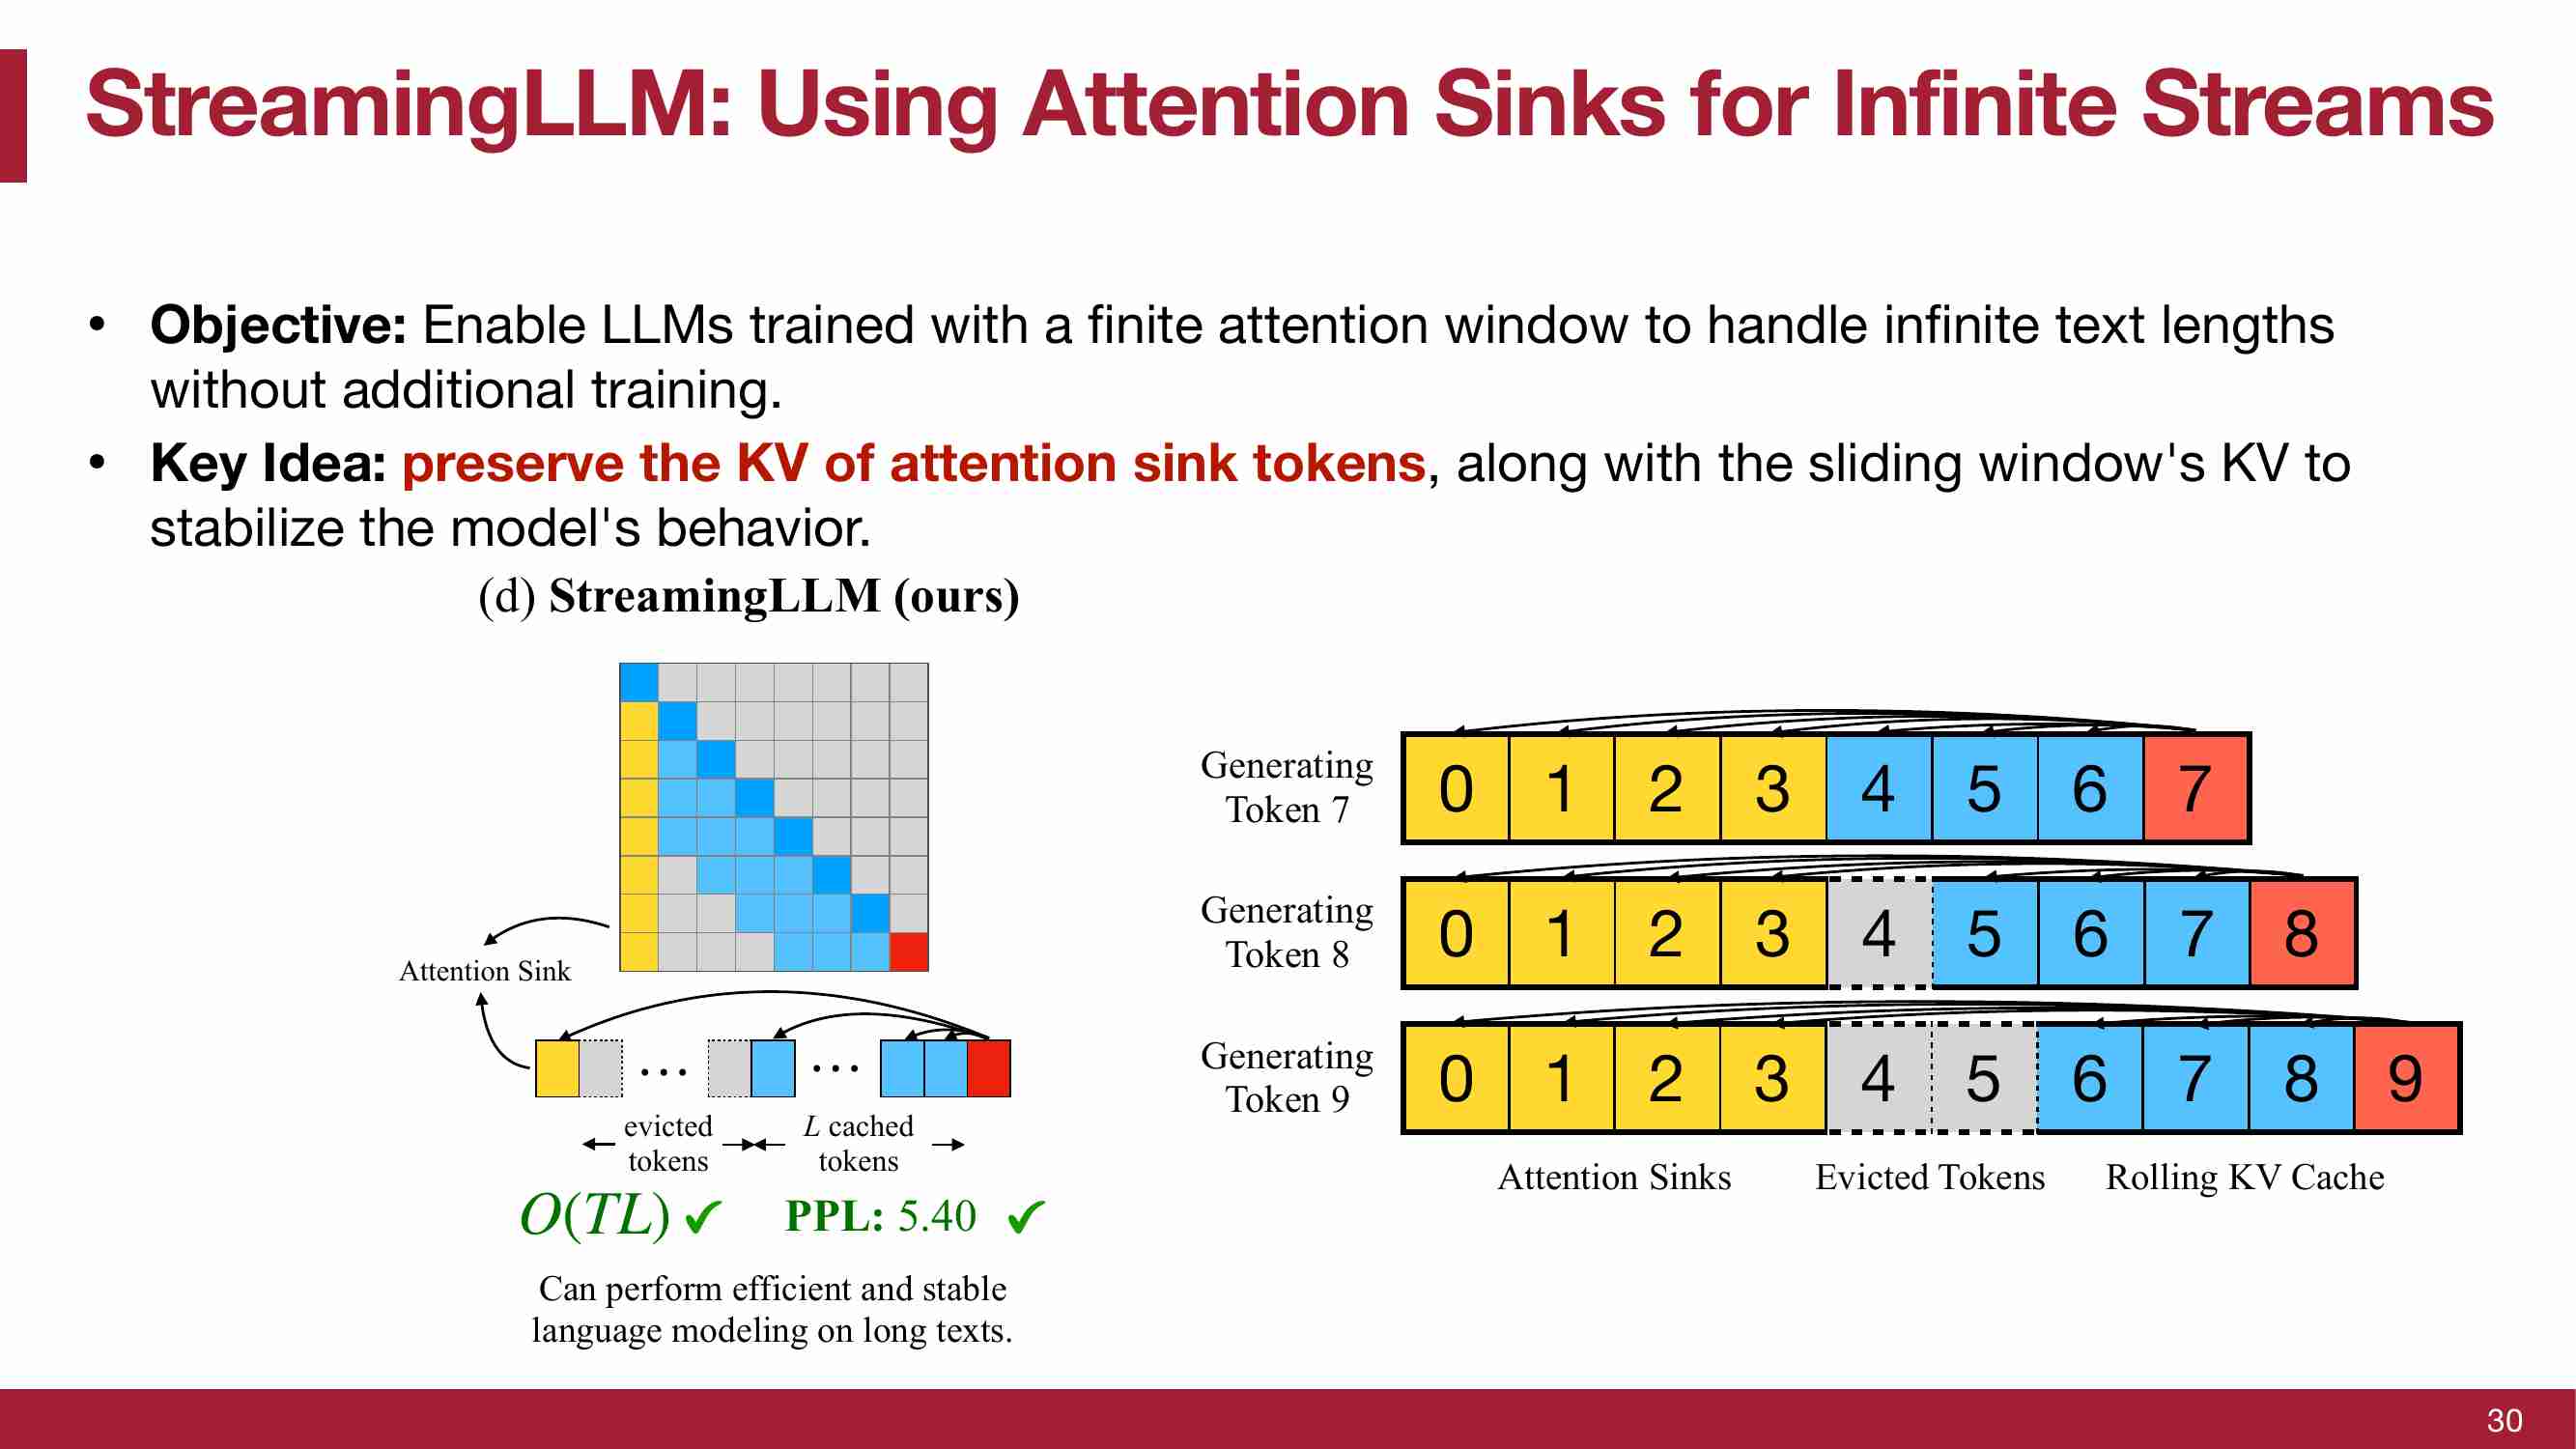 StreamingLLM: Using Attention Sinks for Infinite Streams
• Objective: Enable LLMs trained with a finite attention window to handle infinite text lengths
without additional training.
• Key Idea: preserve the KV of attention sink tokens, along with the sliding window's KV to
stabilize the model's behavior.
(d) StreamingLLM (ours)
Attention Sink
...
...
evicted
tokens
L cached
tokens
O(TL) ✓ PPL: 5.40 ✓
Can perform efficient and stable
language modeling on long texts.
Generating
Token 7
0 1 2 3 4 5 6 7
Generating
Token 8
0 1 2 3 4 5 6 7 8
Generating
Token 9
0 1 2 3 4 5 6 7 8 9
Attention Sinks Evicted Tokens Rolling KV Cache
30